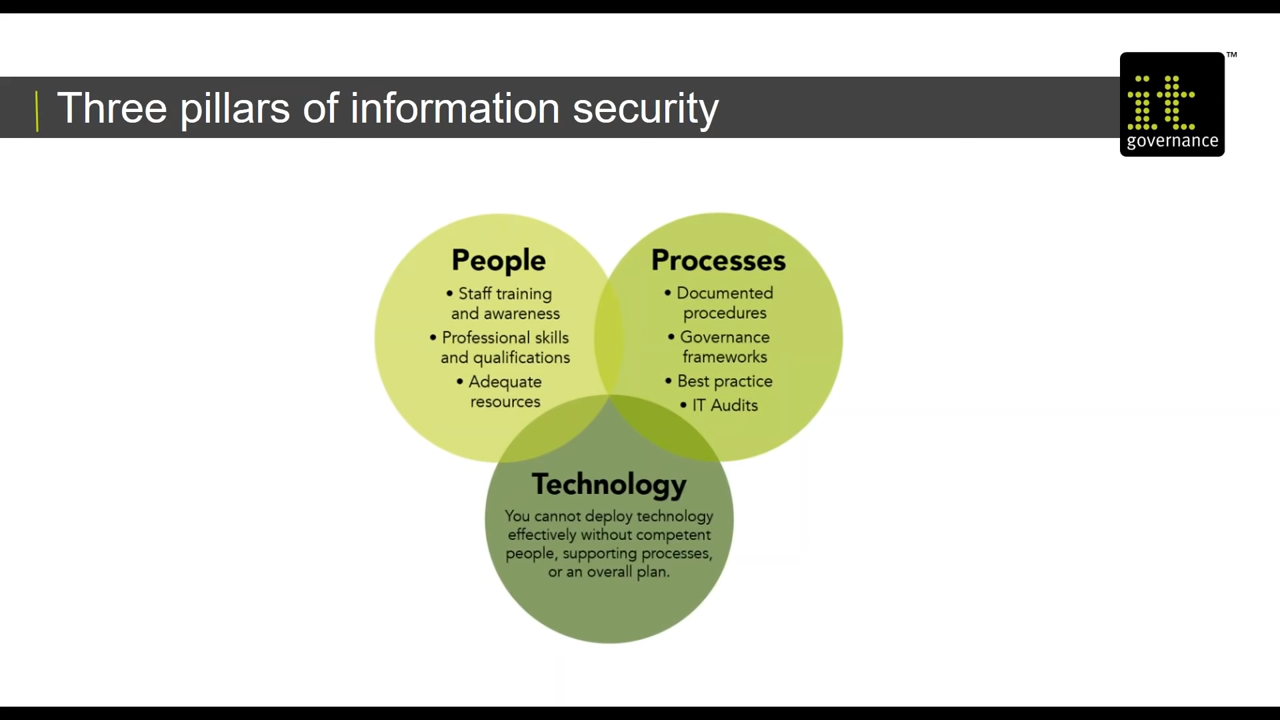 Three pillars of information security
it
governance
™
People
• Staff training
and awareness
• Professional skills
and qualifications
• Adequate
resources
Processes
• Documented
procedures
• Governance
frameworks
• Best practice
• IT Audits
Technology
You cannot deploy technology
effectively without competent
people, supporting processes,
or an overall plan.